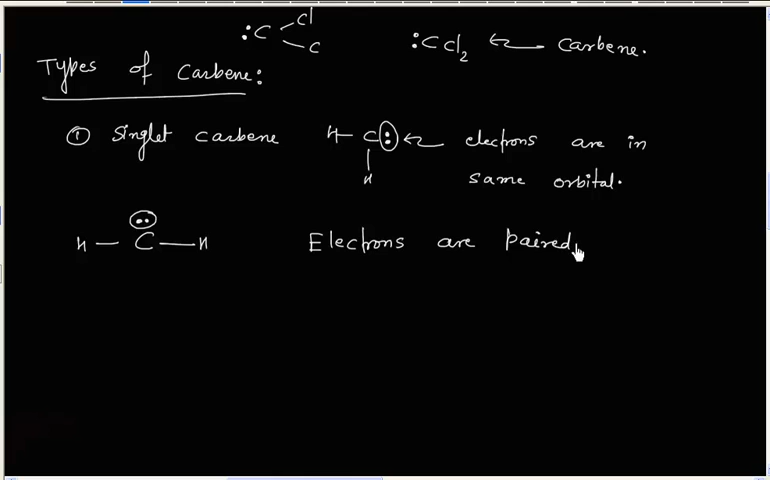 :C Cl C
:CCl2 ← Carbene.
Types of Carbene:
① Singlet carbene H—C: H ← electrons are in
same orbital.
H—C̈—H Electrons are Paired